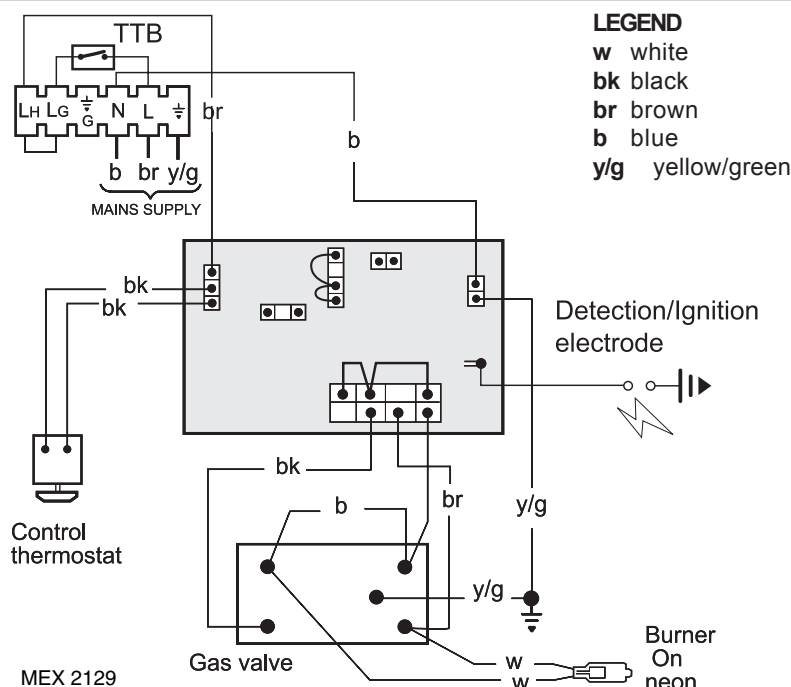 TTB
LEGEND
w white
bk black
br brown
b blue
y/g yellow/green
LH LG G N L
br
b
b br y/g
MAINS SUPPLY
bk
bk
Detection/Ignition
electrode
bk
b
br
y/g
Control
thermostat
y/g
Gas valve
w
w
Burner
On
neon
MEX 2129